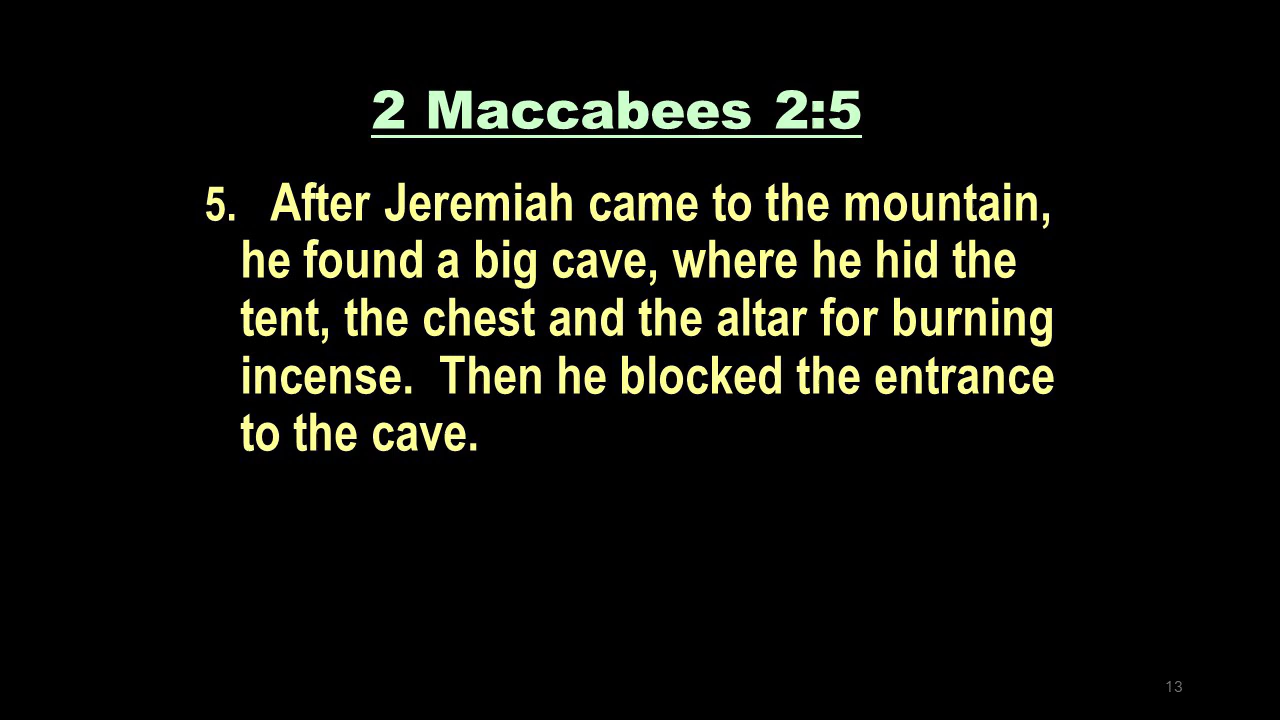 2 Maccabees 2:5
5. After Jeremiah came to the mountain,
he found a big cave, where he hid the
tent, the chest and the altar for burning
incense. Then he blocked the entrance
to the cave.
13